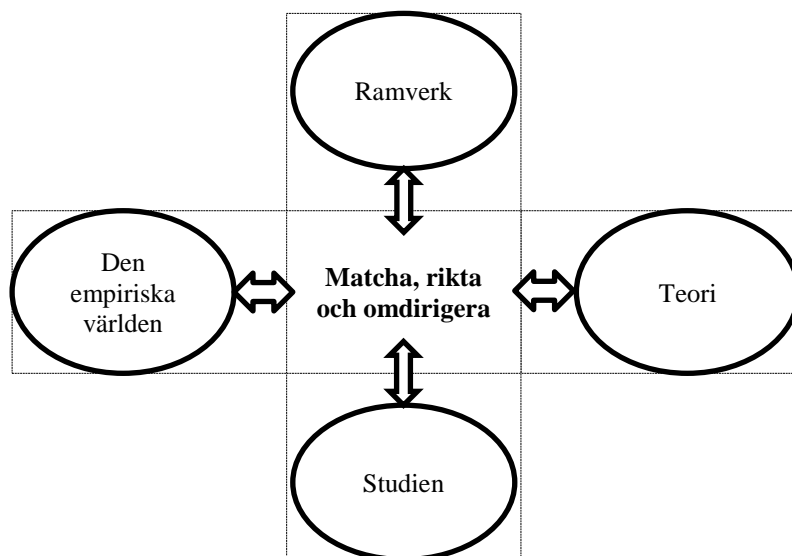 Ramverk
Den
empiriska
världen
Matcha, rikta
och omdirigera
Teori
Studien